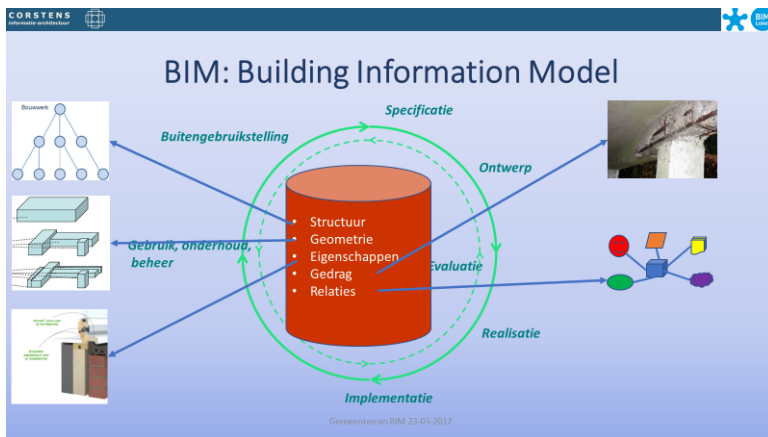 CORSTENS
informatie-architectuur
BIM
Loket
BIM: Building Information Model
Bouwwerk
Specificatie
Buitengebruikstelling
Ontwerp
• Structuur
• Geometrie
• Eigenschappen
• Gedrag
• Relaties
Gebruik, onderhoud,
beheer
Evaluatie
Realisatie
Implementatie
Gemeenten en BIM 23-03-2017